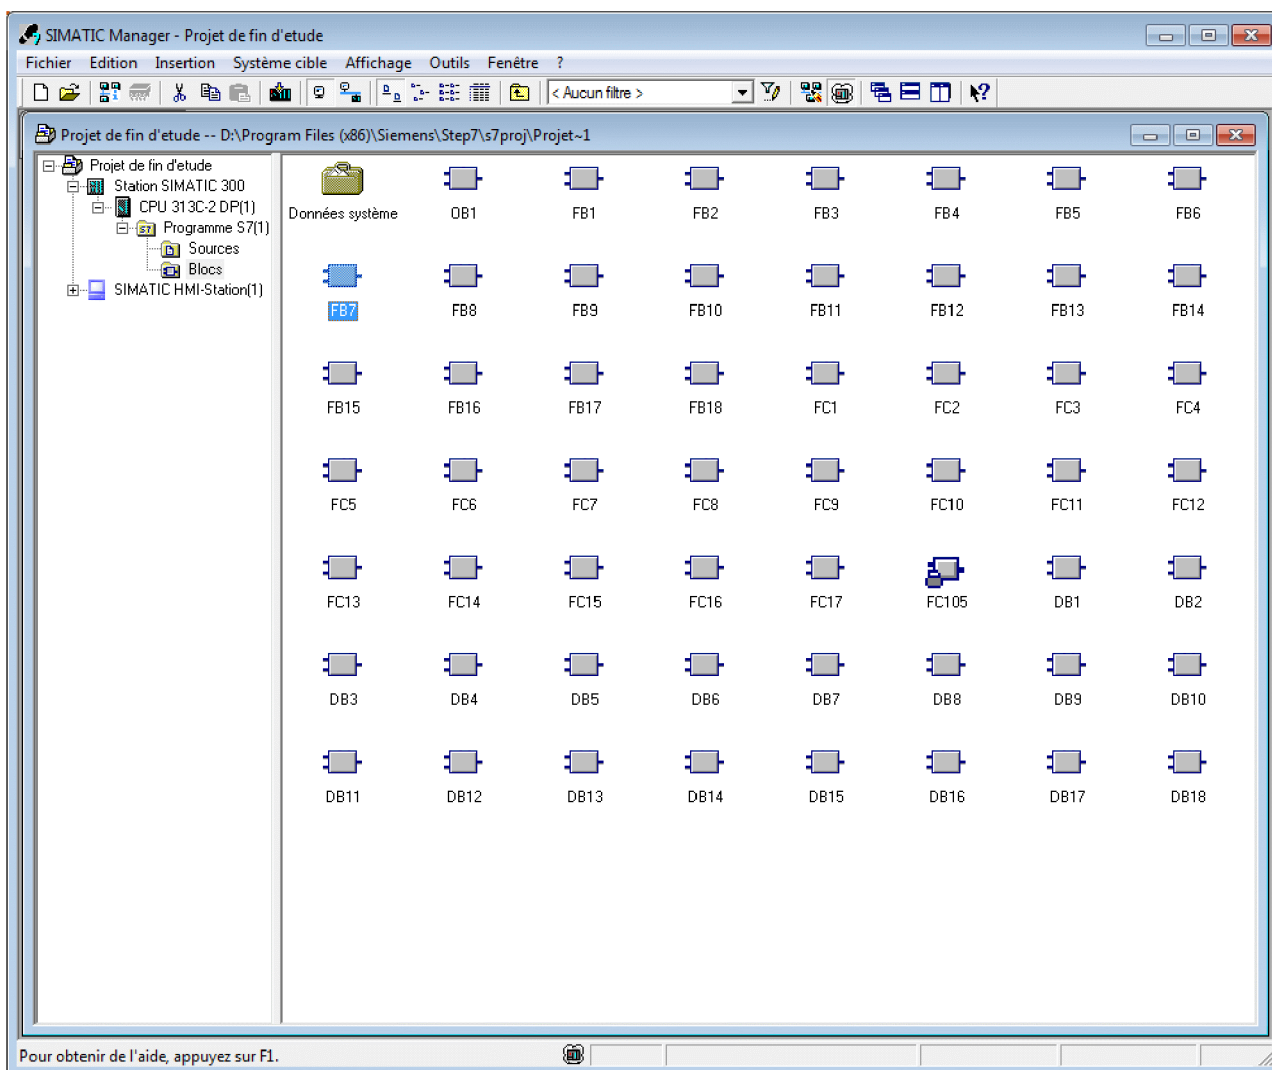 SIMATIC Manager - Projet de fin d'etude
Fichier Edition Insertion Système cible Affichage Outils Fenêtre ?
< Aucun filtre >
Projet de fin d'etude -- D:\Program Files (x86)\Siemens\Step7\s7proj\Projet~1
Projet de fin d'etude
Station SIMATIC 300
CPU 313C-2 DP(1)
Programme S7(1)
Sources
Blocs
SIMATIC HMI-Station(1)
Données système OB1 FB1 FB2 FB3 FB4 FB5 FB6
FB7 FB8 FB9 FB10 FB11 FB12 FB13 FB14
FB15 FB16 FB17 FB18 FC1 FC2 FC3 FC4
FC5 FC6 FC7 FC8 FC9 FC10 FC11 FC12
FC13 FC14 FC15 FC16 FC17 FC105 DB1 DB2
DB3 DB4 DB5 DB6 DB7 DB8 DB9 DB10
DB11 DB12 DB13 DB14 DB15 DB16 DB17 DB18
Pour obtenir de l'aide, appuyez sur F1.